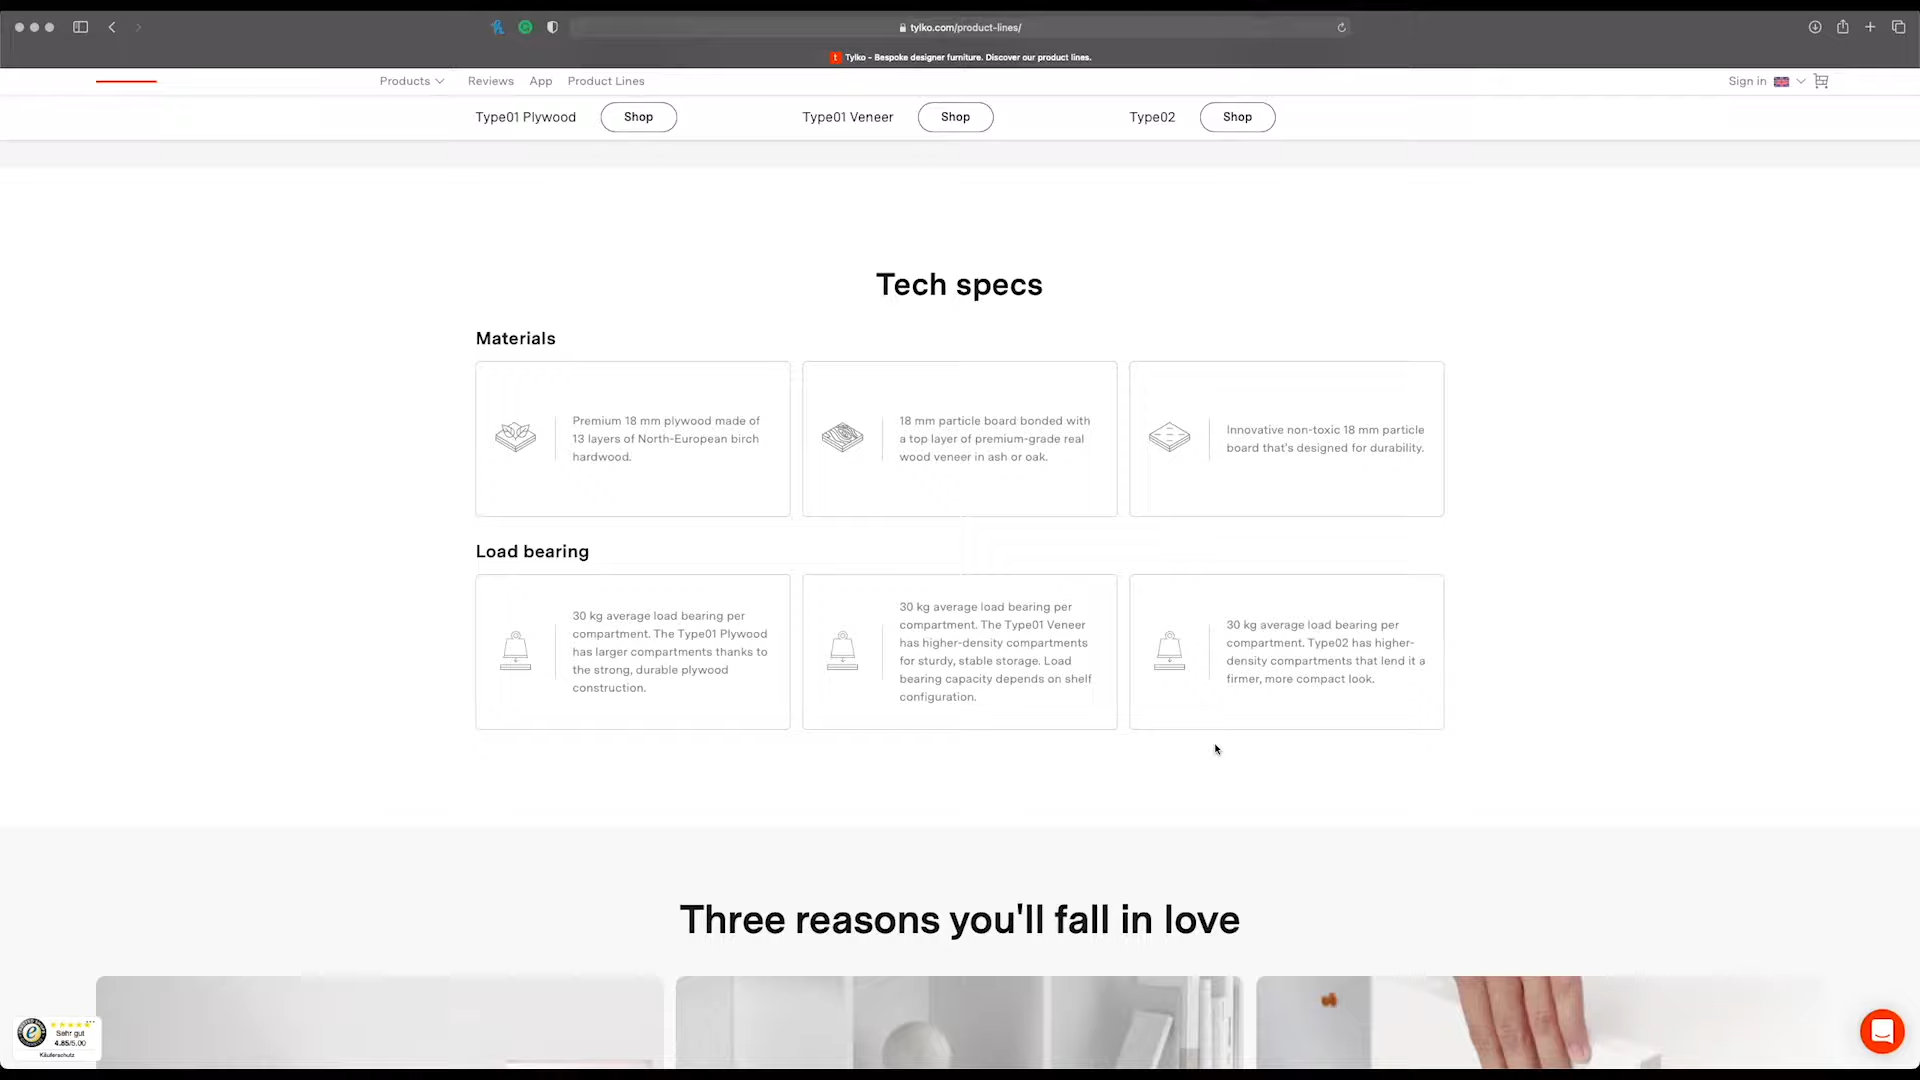 tylko.com/product-lines/
Tylko - Bespoke designer furniture. Discover our product lines.
Products
Reviews
App
Product Lines
Sign in
Type01 Plywood
Shop
Type01 Veneer
Shop
Type02
Shop
Tech specs
Materials
Premium 18 mm plywood made of
13 layers of North-European birch
hardwood.
18 mm particle board bonded with
a top layer of premium-grade real
wood veneer in ash or oak.
Innovative non-toxic 18 mm particle
board that's designed for durability.
Load bearing
30 kg average load bearing per
compartment. The Type01 Plywood
has larger compartments thanks to
the strong, durable plywood
construction.
30 kg average load bearing per
compartment. The Type01 Veneer
has higher-density compartments
for sturdy, stable storage. Load
bearing capacity depends on shelf
configuration.
30 kg average load bearing per
compartment. Type02 has higher-
density compartments that lend it a
firmer, more compact look.
Three reasons you'll fall in love
Sehr gut
4.85/5.00
Käuferschutz